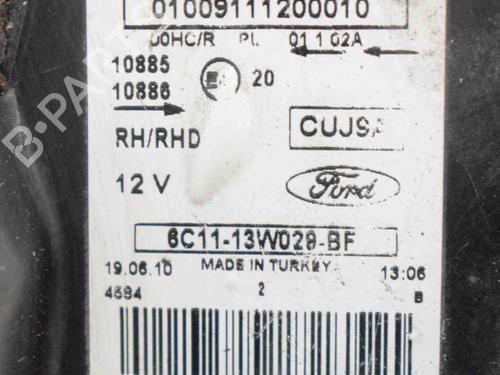 01009111200010
00HC/R PL 01 1 02A
10885
10886
20
RH/RHD
CUJSA
12 V
Ford
6C11-13W029-BF
19.06.10 MADE IN TURKEY 13:06
4594 2 B
B-PARTS